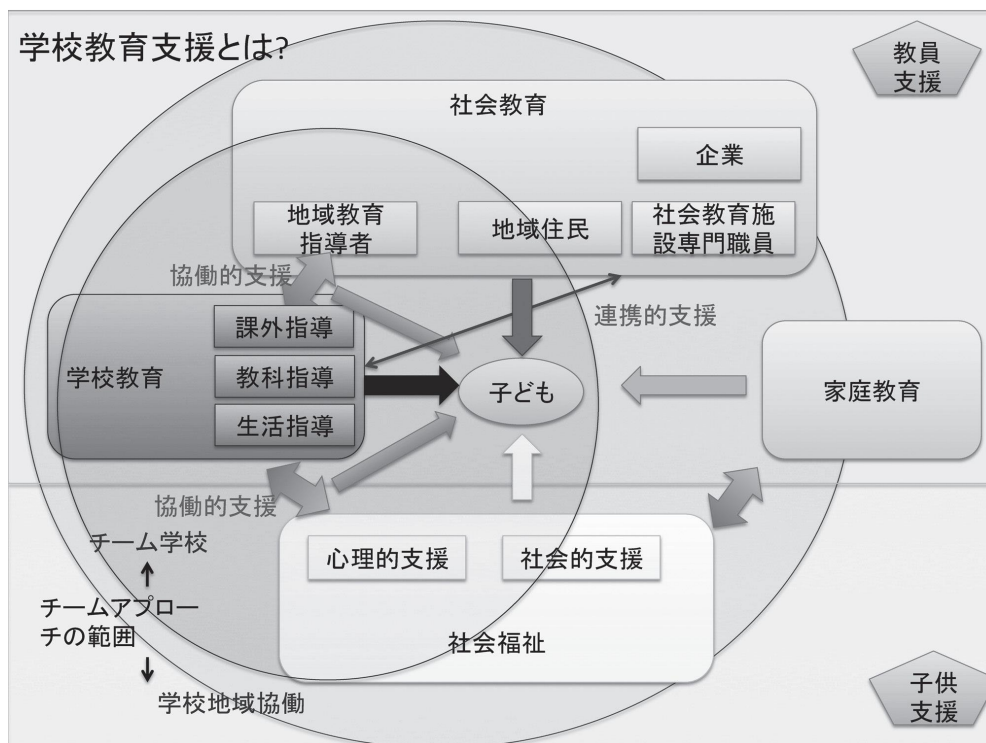 学校教育支援とは?
教員
支援
社会教育
企業
地域教育
指導者
地域住民
社会教育施
設専門職員
協働的支援
連携的支援
学校教育
課外指導
教科指導
生活指導
子ども
家庭教育
協働的支援
チーム学校
チームアプロー
チの範囲
学校地域協働
心理的支援
社会的支援
社会福祉
子供
支援